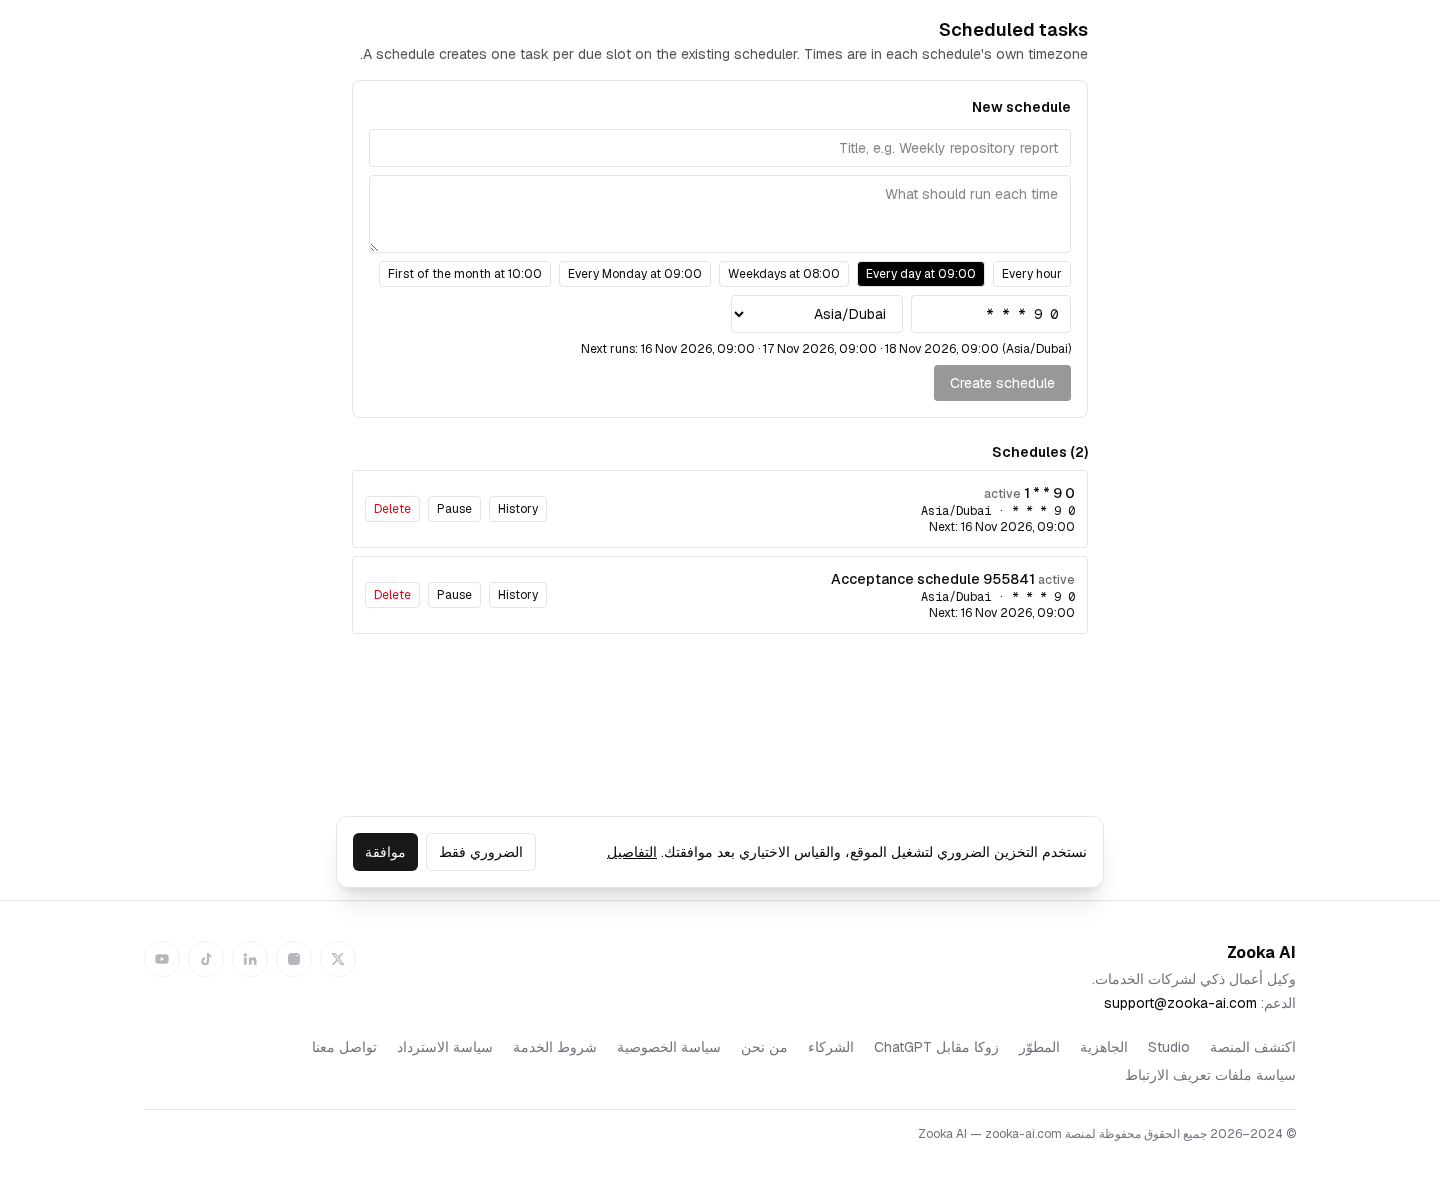 Scheduled tasks
.A schedule creates one task per due slot on the existing scheduler. Times are in each schedule's own timezone
New schedule
Title, e.g. Weekly repository report
What should run each time
Every hour
Every day at 09:00
Weekdays at 08:00
Every Monday at 09:00
First of the month at 10:00
* * * 9 0
Asia/Dubai
Next runs: 16 Nov 2026, 09:00 · 17 Nov 2026, 09:00 · 18 Nov 2026, 09:00 (Asia/Dubai)
Create schedule
Schedules (2)
active 1 * * 9 0
Asia/Dubai · * * * 9 0
Next: 16 Nov 2026, 09:00
History
Pause
Delete
Acceptance schedule 955841 active
Asia/Dubai · * * * 9 0
Next: 16 Nov 2026, 09:00
History
Pause
Delete
نستخدم التخزين الضروري لتشغيل الموقع، والقياس الاختياري بعد موافقتك. التفاصيل
الضروري فقط
موافقة
Zooka AI
وكيل أعمال ذكي لشركات الخدمات.
الدعم: support@zooka-ai.com
اكتشف المنصة
Studio
الجاهزية
المطوّر
زوكا مقابل ChatGPT
الشركاء
من نحن
سياسة الخصوصية
شروط الخدمة
سياسة الاسترداد
تواصل معنا
سياسة ملفات تعريف الارتباط
© 2024–2026 جميع الحقوق محفوظة لمنصة Zooka AI — zooka-ai.com